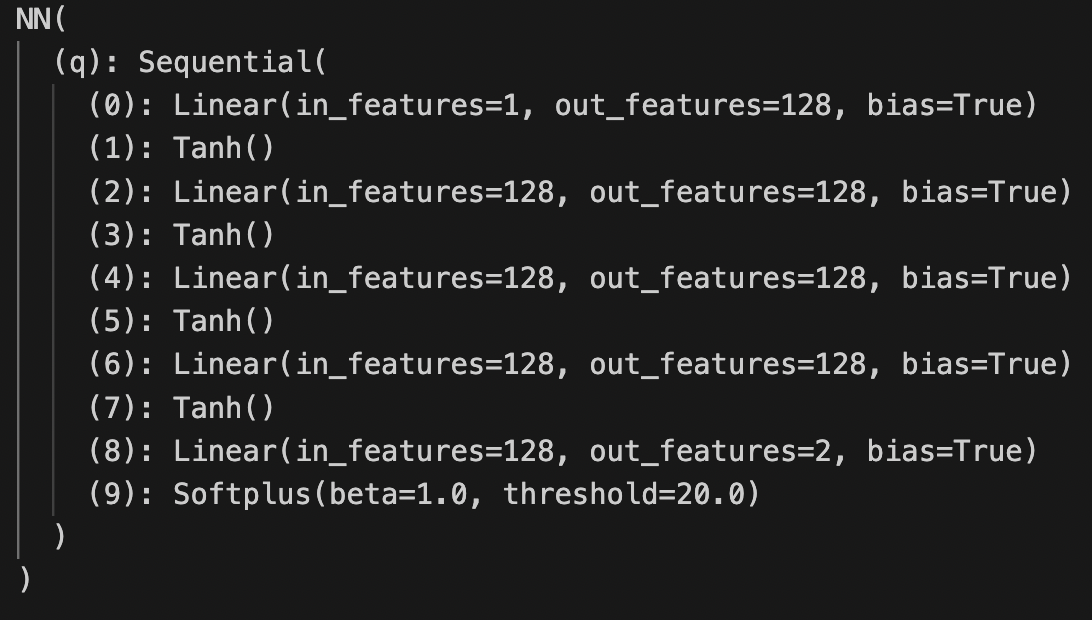 NN(
(q): Sequential(
(0): Linear(in_features=1, out_features=128, bias=True)
(1): Tanh()
(2): Linear(in_features=128, out_features=128, bias=True)
(3): Tanh()
(4): Linear(in_features=128, out_features=128, bias=True)
(5): Tanh()
(6): Linear(in_features=128, out_features=128, bias=True)
(7): Tanh()
(8): Linear(in_features=128, out_features=2, bias=True)
(9): Softplus(beta=1.0, threshold=20.0)
)
)